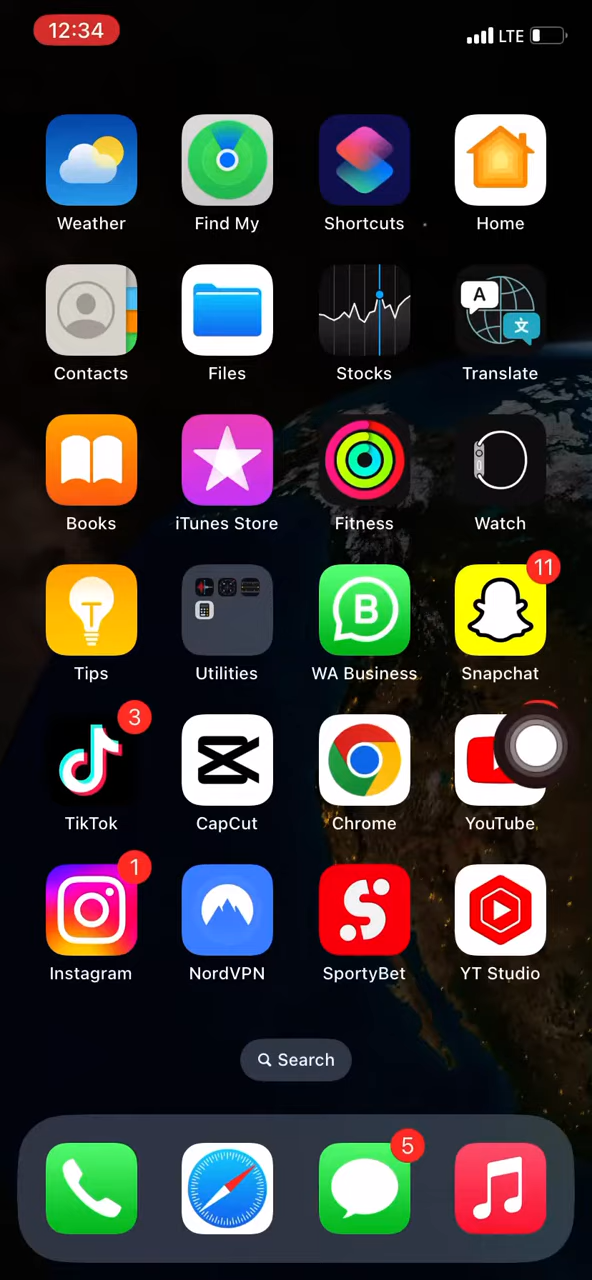 12:34
LTE
Weather
Find My
Shortcuts
Home
A
文
Contacts
Files
Stocks
Translate
Books
iTunes Store
Fitness
Watch
11
B
Tips
Utilities
WA Business
Snapchat
3
TikTok
CapCut
Chrome
YouTube
1
Instagram
NordVPN
SportyBet
YT Studio
Search
5